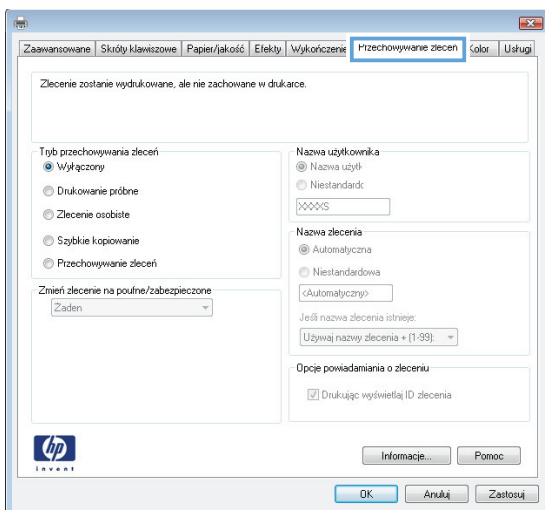 Zaawansowane Skróty klawiszowe Papier/jakość Efekty Wykończenie Przechowywanie zleceń Kolor Usługi
Zlecenie zostanie wydrukowane, ale nie zachowane w drukarce.
Tryb przechowywania zleceń
Wyłączony
Drukowanie próbne
Zlecenie osobiste
Szybkie kopiowanie
Przechowywanie zleceń
Zmień zlecenie na poufne/zabezpieczone
Żaden
Nazwa użytkownika
Nazwa użytk
Niestandardc
XXXXS
Nazwa zlecenia
Automatyczna
Niestandardowa
<Automatyczny>
Jeśli nazwa zlecenia istnieje:
Używaj nazwy zlecenia + (1-99):
Opcje powiadamiania o zleceniu
Drukując wyświetlaj ID zlecenia
hp
invent
Informacje... Pomoc
OK Anuluj Zastosuj